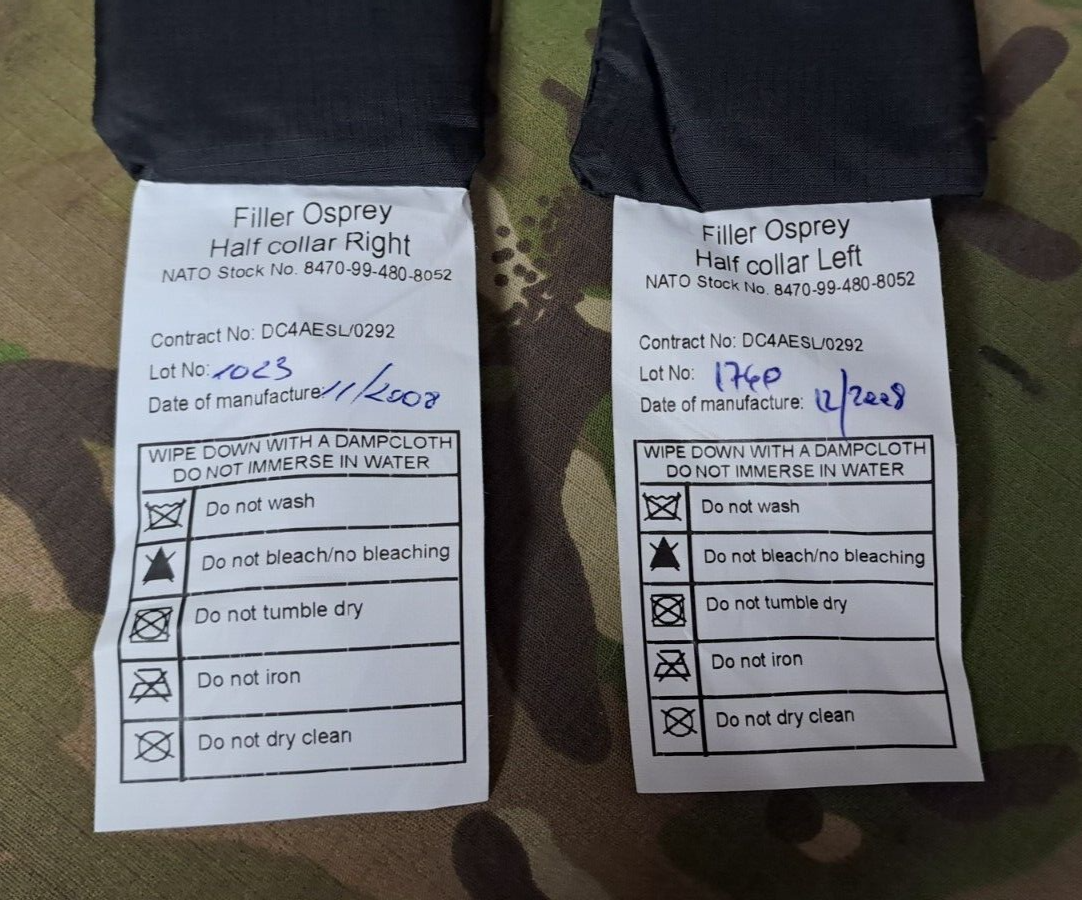 Filler Osprey
Half collar Right
NATO Stock No. 8470-99-480-8052
Contract No: DC4AESL/0292
Lot No: 1023
Date of manufacture: 11/2008
WIPE DOWN WITH A DAMPCLOTH
DO NOT IMMERSE IN WATER
Do not wash
Do not bleach/no bleaching
Do not tumble dry
Do not iron
Do not dry clean
Filler Osprey
Half collar Left
NATO Stock No. 8470-99-480-8052
Contract No: DC4AESL/0292
Lot No: 1760
Date of manufacture: 12/2008
WIPE DOWN WITH A DAMPCLOTH
DO NOT IMMERSE IN WATER
Do not wash
Do not bleach/no bleaching
Do not tumble dry
Do not iron
Do not dry clean